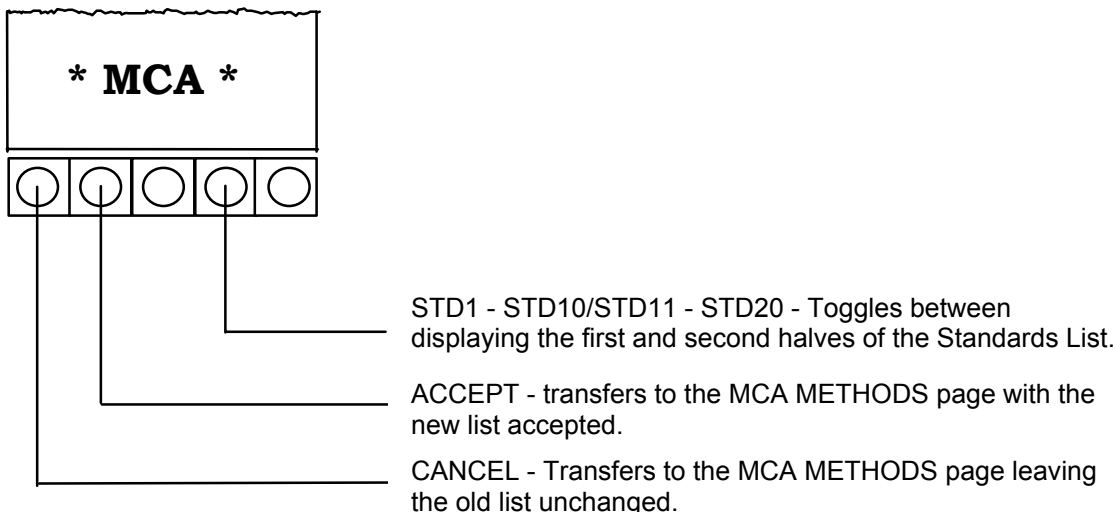 * MCA *
STD1 - STD10/STD11 - STD20 - Toggles between
displaying the first and second halves of the Standards List.
ACCEPT - transfers to the MCA METHODS page with the
new list accepted.
CANCEL - Transfers to the MCA METHODS page leaving
the old list unchanged.